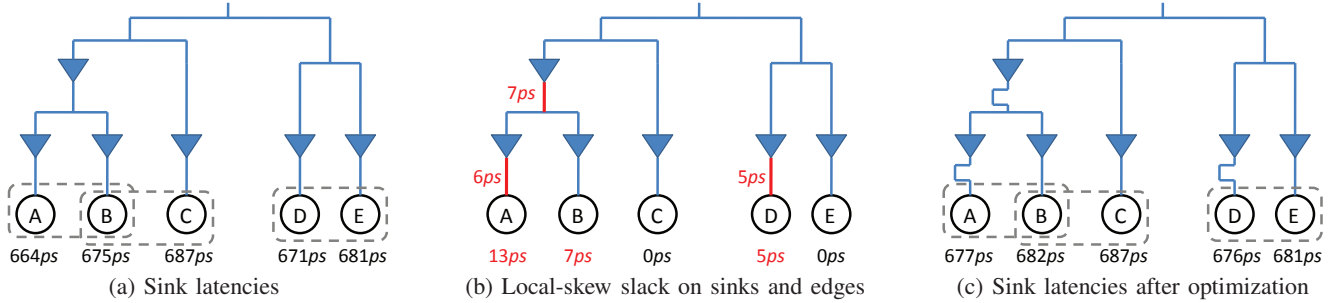 A B C D E
664ps 675ps 687ps 671ps 681ps
(a) Sink latencies
7ps
6ps 5ps
A B C D E
13ps 7ps 0ps 5ps 0ps
(b) Local-skew slack on sinks and edges
A B C D E
677ps 682ps 687ps 676ps 681ps
(c) Sink latencies after optimization